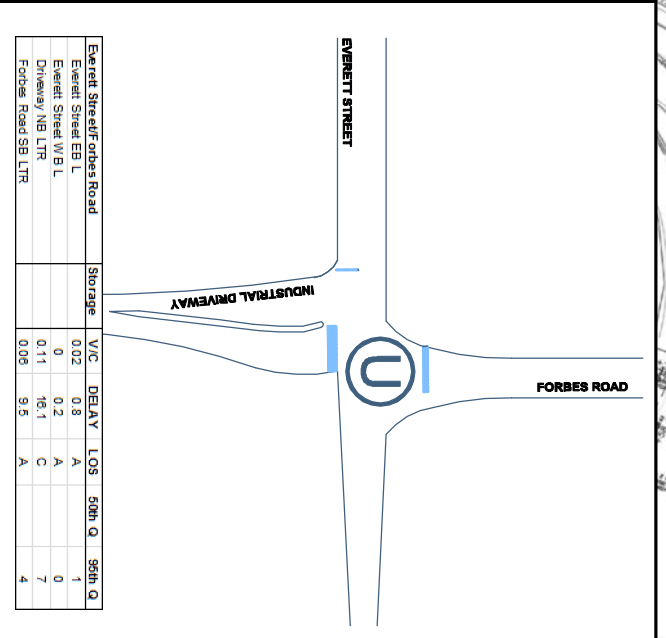 EVERETT STREET
FORBES ROAD
INDUSTRIAL DRIVEWAY
U
Everett Street/Forbes Road Storage V/C DELAY LOS 50th Q 95th Q
Everett Street EB L 0.02 0.8 A 1
Everett Street WB L 0 0.2 A 0
Driveway NB LTR 0.11 16.1 C 7
Forbes Road SB LTR 0.06 9.5 A 4